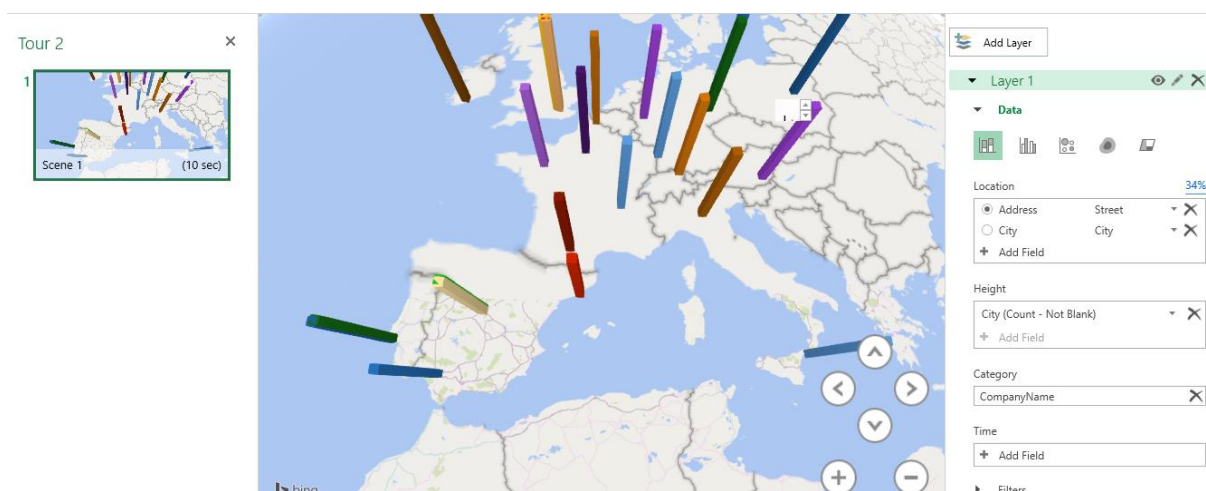 Tour 2
1
Scene 1 (10 sec)
bing
Add Layer
Layer 1
Data
Location 34%
Address Street
City City
Add Field
Height
City (Count - Not Blank)
Add Field
Category
CompanyName
Time
Add Field
Filters